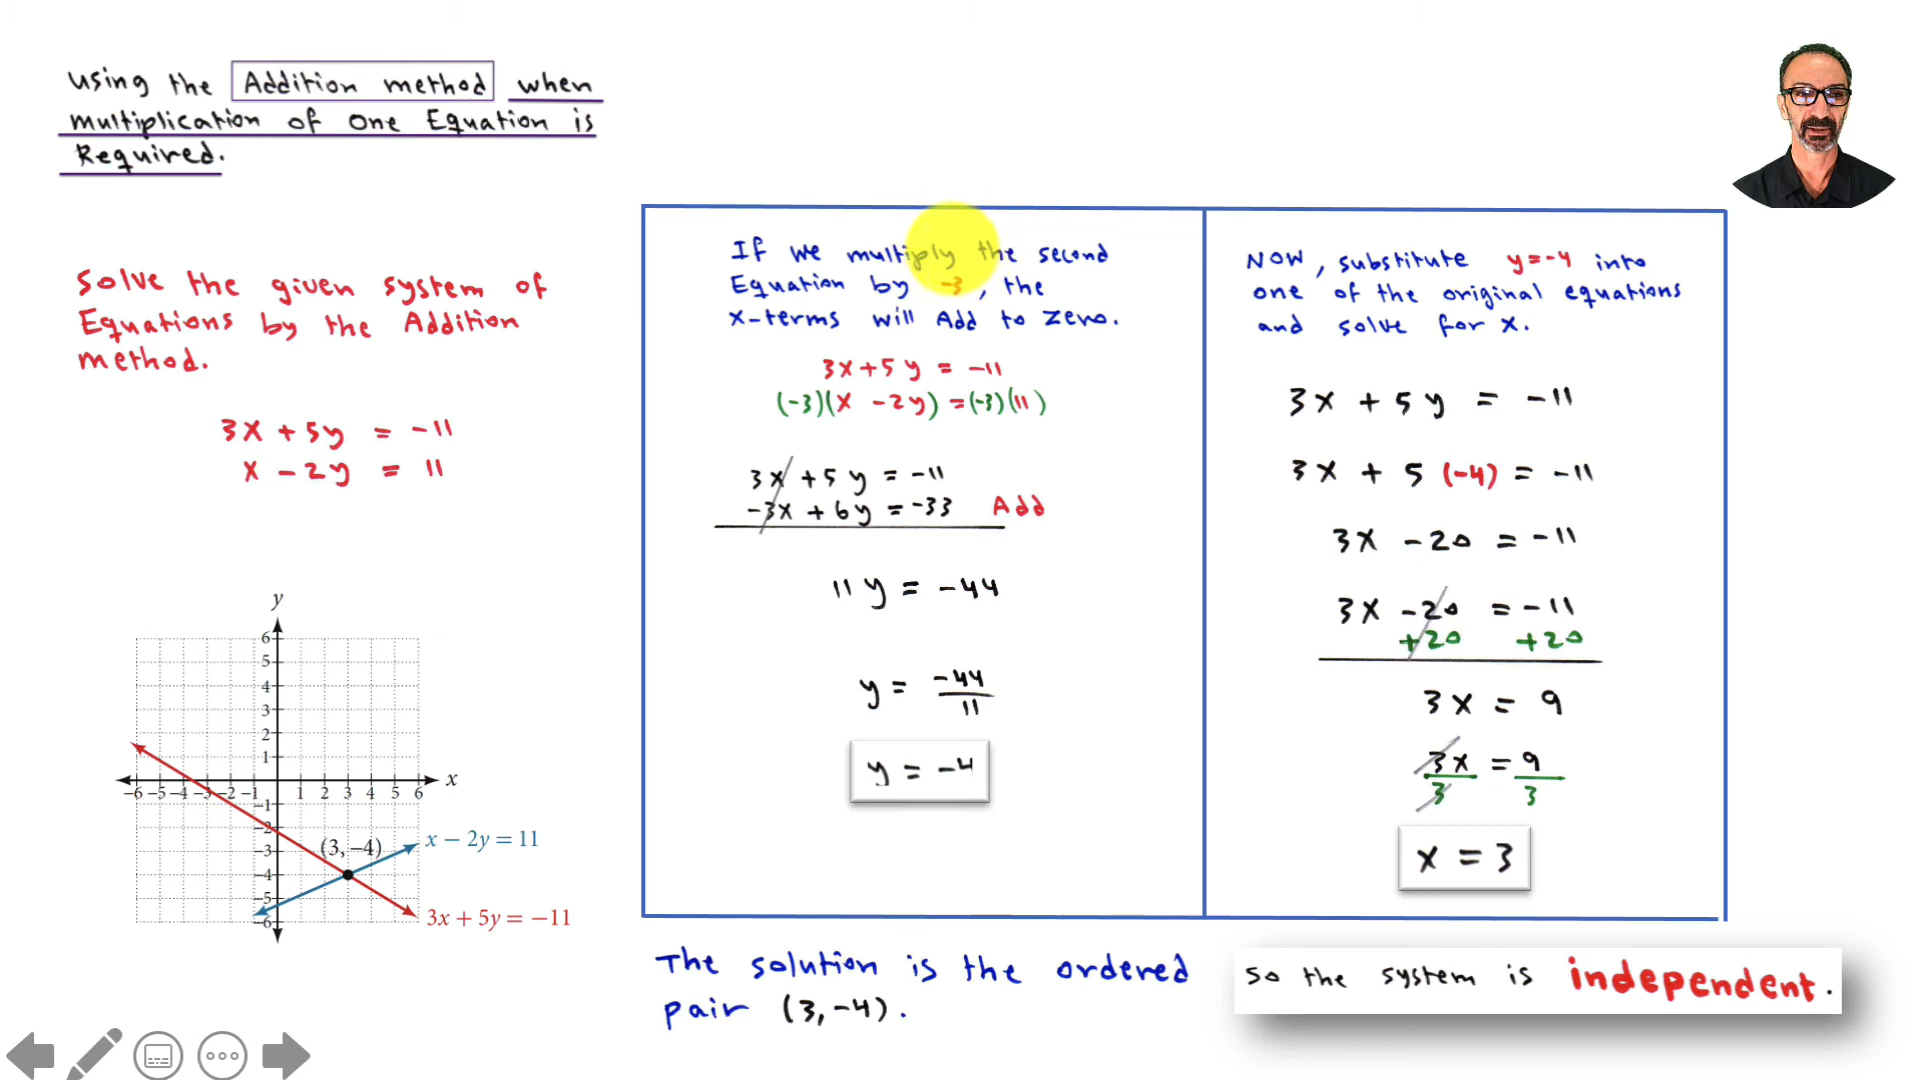 Using the Addition method when
multiplication of one Equation is
Required.
Solve the given system of
Equations by the Addition
method.
3x + 5y = -11
x - 2y = 11
y
6
5
4
3
2
1
-6 -5 -4 -3 -2 -1 1 2 3 4 5 6 x
-1
-2
-3
-4
-5
-6
(3, −4)
x − 2y = 11
3x + 5y = −11
If we multiply the second
Equation by -3, the
x-terms will Add to zero.
3x+5y = -11
(-3)(x - 2y) = (-3)(11)
3x + 5y = -11
-3x + 6y = -33 Add
11y = -44
y = -44
11
y = -4
Now, substitute y=-4 into
one of the original equations
and solve for x.
3x + 5y = -11
3x + 5(-4) = -11
3x - 20 = -11
3x - 20 = -11
+20 +20
3x = 9
3x = 9
3 3
x = 3
The solution is the ordered
pair (3, -4).
So the system is independent.